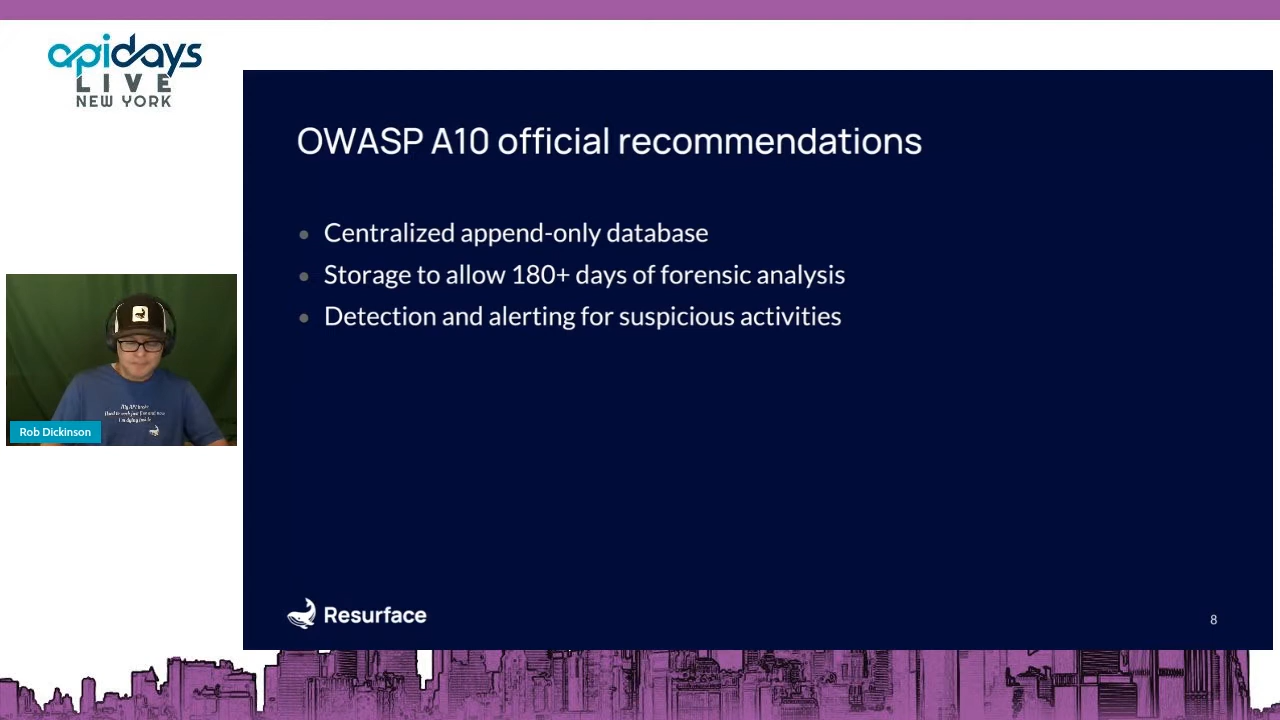 apidays
LIVE
NEW YORK
OWASP A10 official recommendations
Centralized append-only database
Storage to allow 180+ days of forensic analysis
Detection and alerting for suspicious activities
Rob Dickinson
Resurface
8